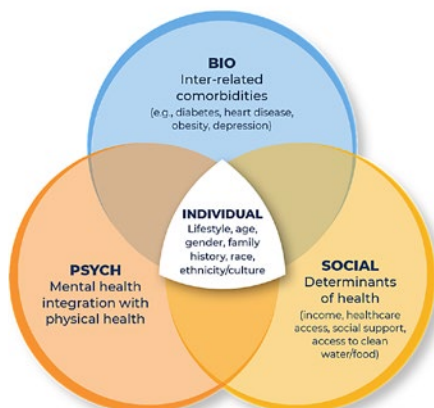 BIO
Inter-related
comorbidities
(e.g., diabetes, heart disease,
obesity, depression)
INDIVIDUAL
Lifestyle, age,
gender, family
history, race,
ethnicity/culture
PSYCH
Mental health
integration with
physical health
SOCIAL
Determinants
of health
(income, healthcare
access, social support,
access to clean
water/food)